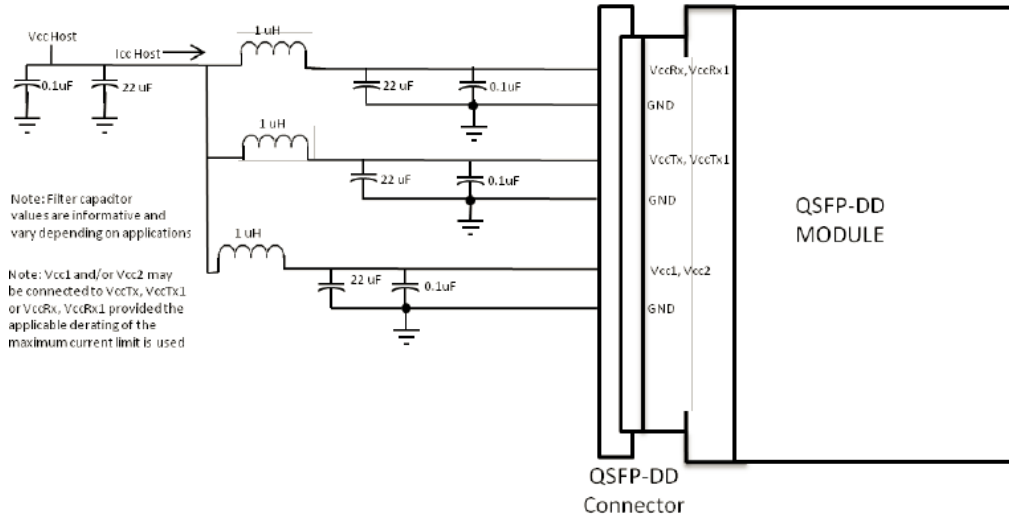 1 uH
Vcc Host
Icc Host
0.1uF
22 uF
22 uF
0.1uF
VccRx, VccRx1
GND
1 uH
22 uF
0.1uF
VccTx, VccTx1
GND
Note: Filter capacitor
values are informative and
vary depending on applications
1 uH
22 uF
0.1uF
Vcc1, Vcc2
GND
Note: Vcc1 and/or Vcc2 may
be connected to VccTx, VccTx1
or VccRx, VccRx1 provided the
applicable derating of the
maximum current limit is used
QSFP-DD
MODULE
QSFP-DD
Connector